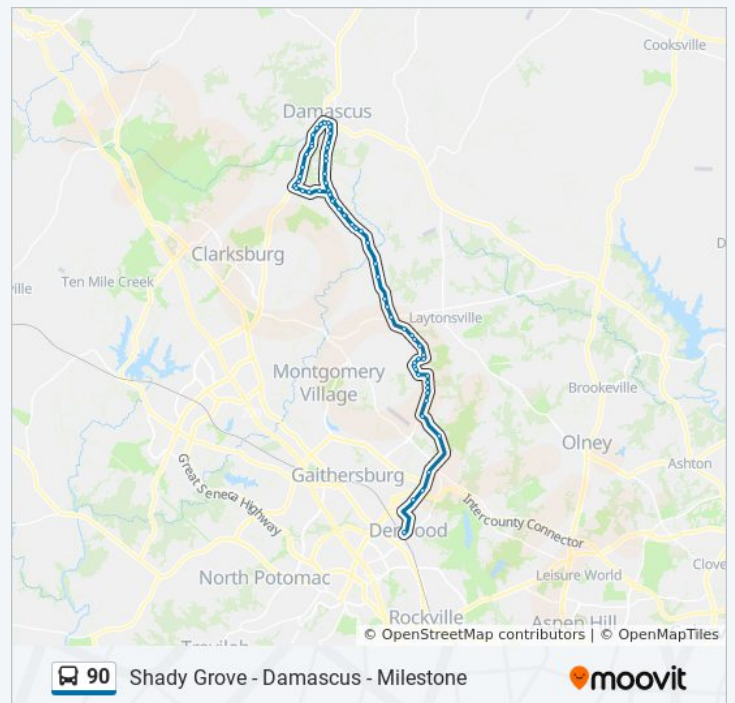 Cooksville
Damascus
D
Clarksburg
Ten Mile Creek
ille
Laytonsville
Montgomery
Village
Brookeville
Olney
Ashton
Great Seneca Highway
Gaithersburg
Intercounty Connector
Derwood
Clove
North Potomac
Leisure World
Rockville
Aspen Hill
© OpenStreetMap contributors | © OpenMapTiles
90 Shady Grove - Damascus - Milestone
moovit